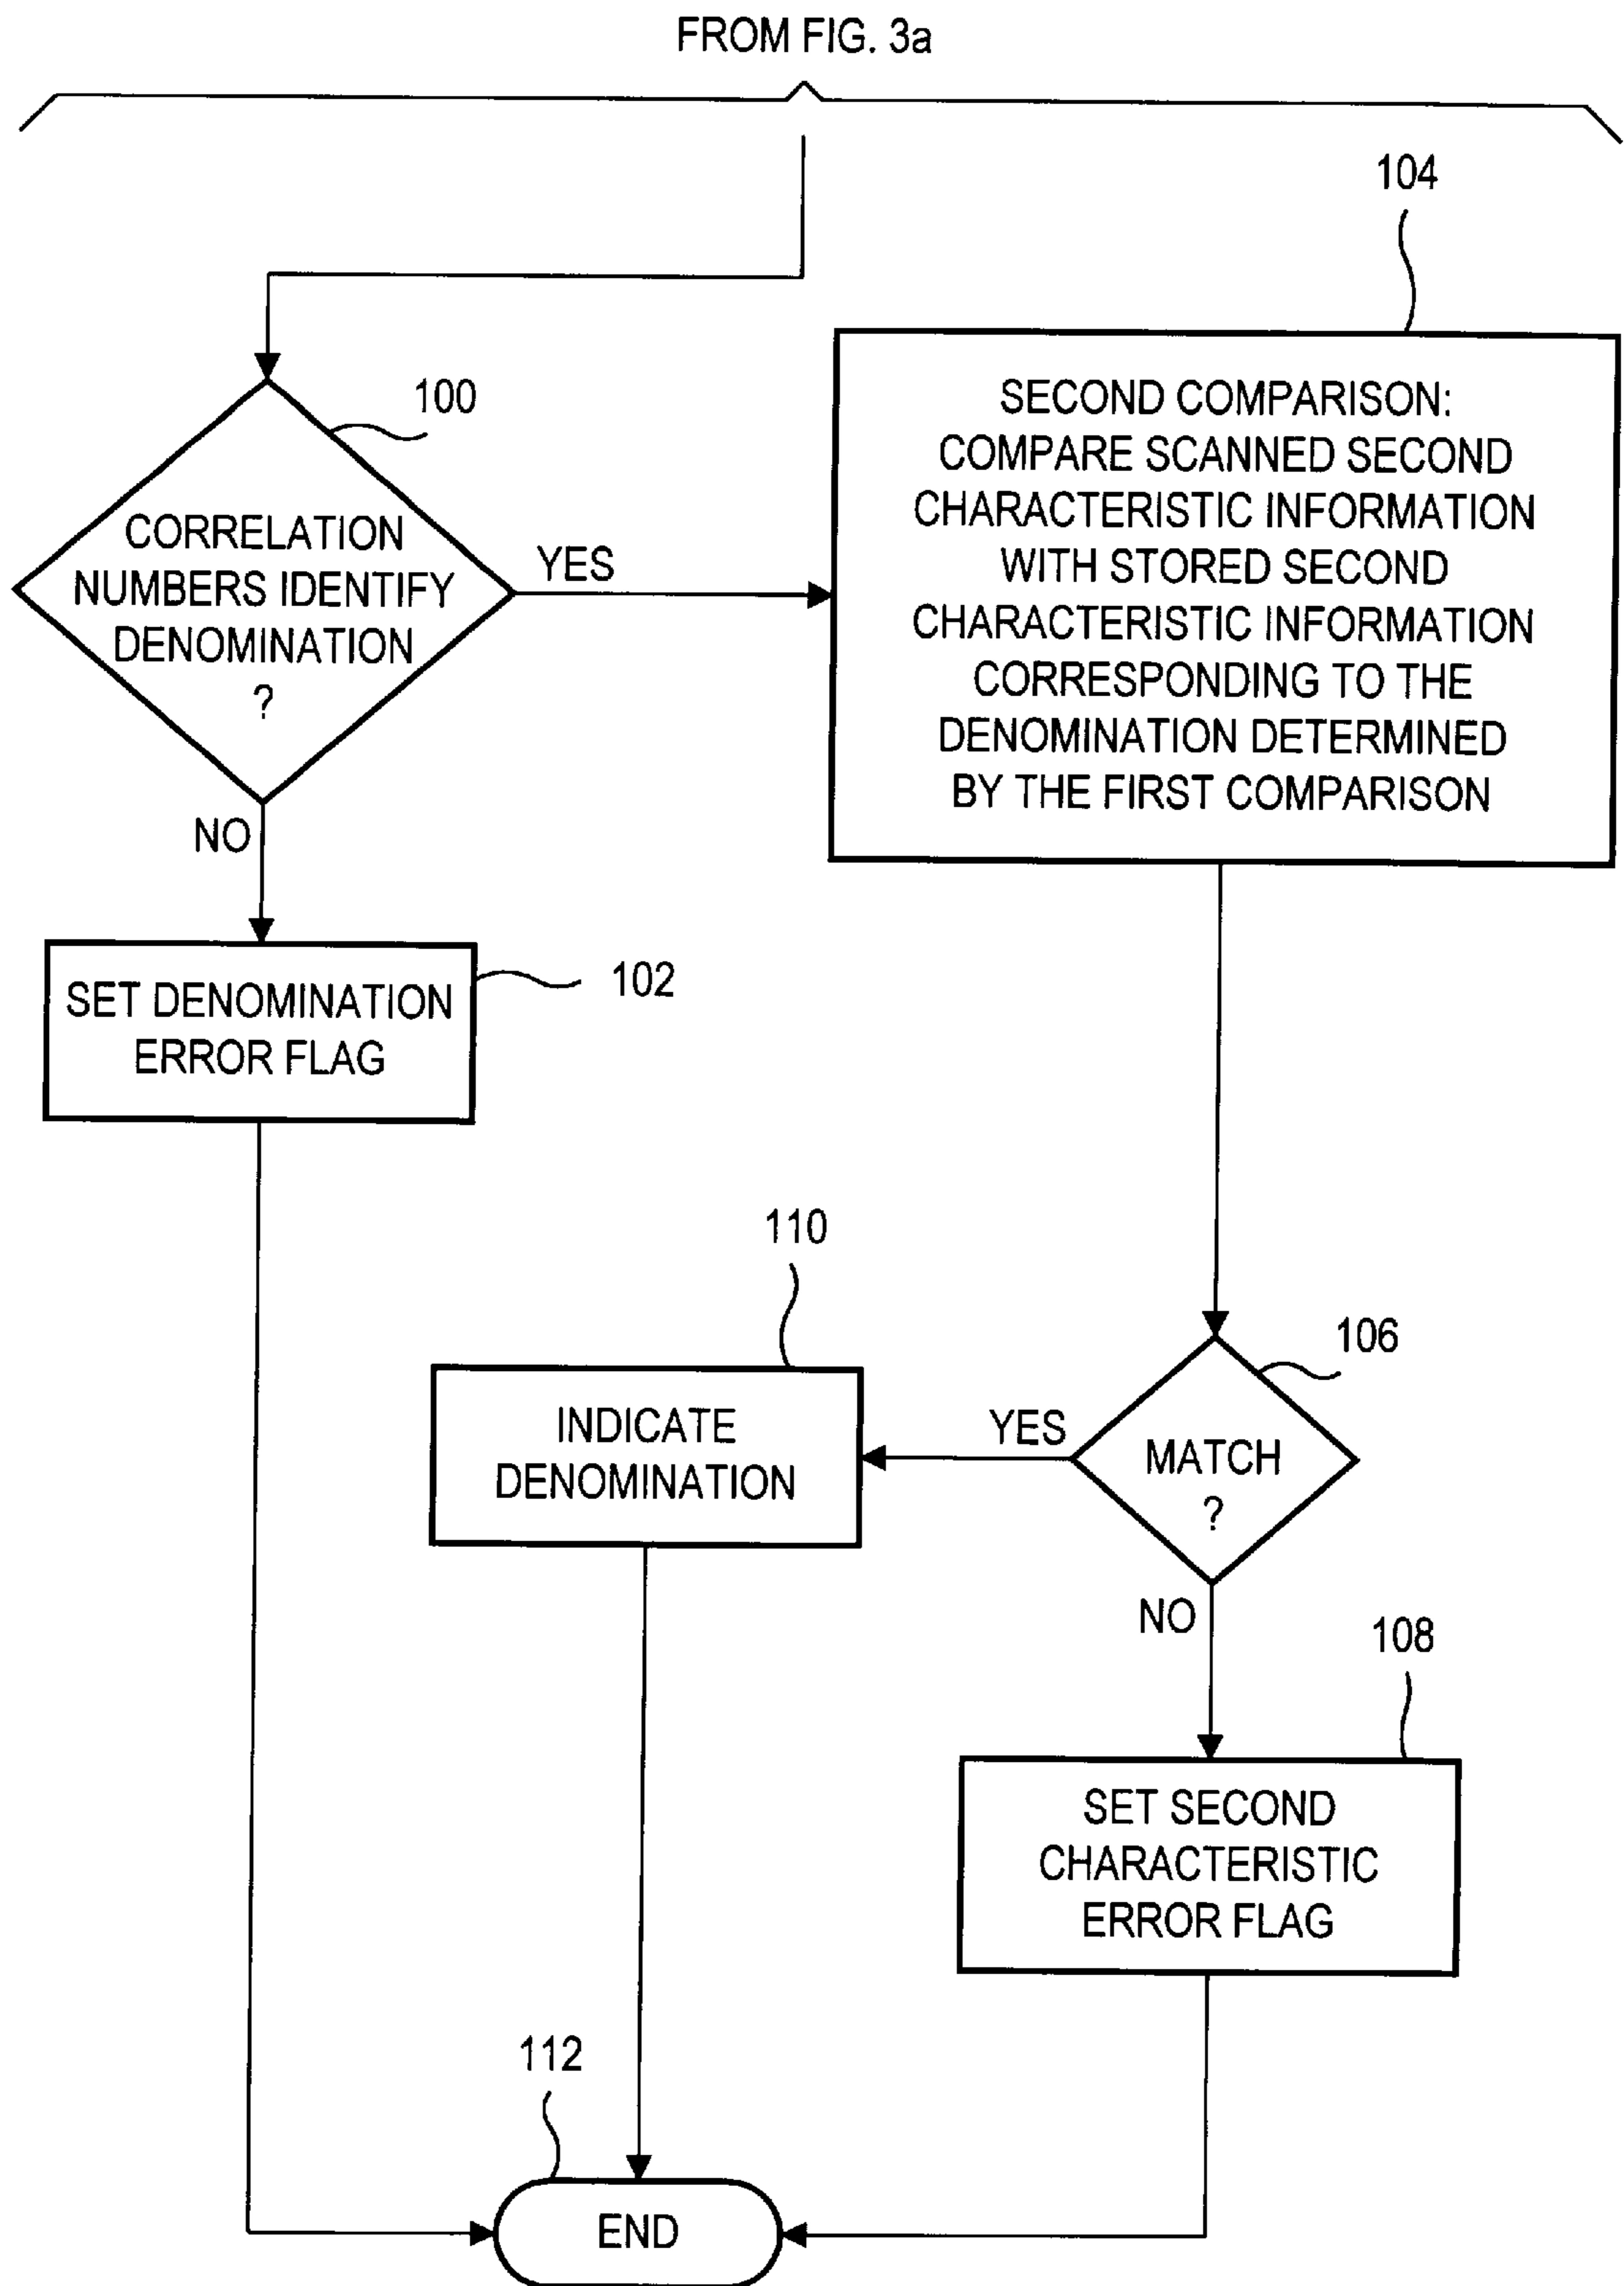 FROM FIG. 3a
104
100
CORRELATION
NUMBERS IDENTIFY
DENOMINATION
?
YES
NO
SECOND COMPARISON:
COMPARE SCANNED SECOND
CHARACTERISTIC INFORMATION
WITH STORED SECOND
CHARACTERISTIC INFORMATION
CORRESPONDING TO THE
DENOMINATION DETERMINED
BY THE FIRST COMPARISON
102
SET DENOMINATION
ERROR FLAG
110
INDICATE
DENOMINATION
106
YES
MATCH
?
NO
108
SET SECOND
CHARACTERISTIC
ERROR FLAG
112
END